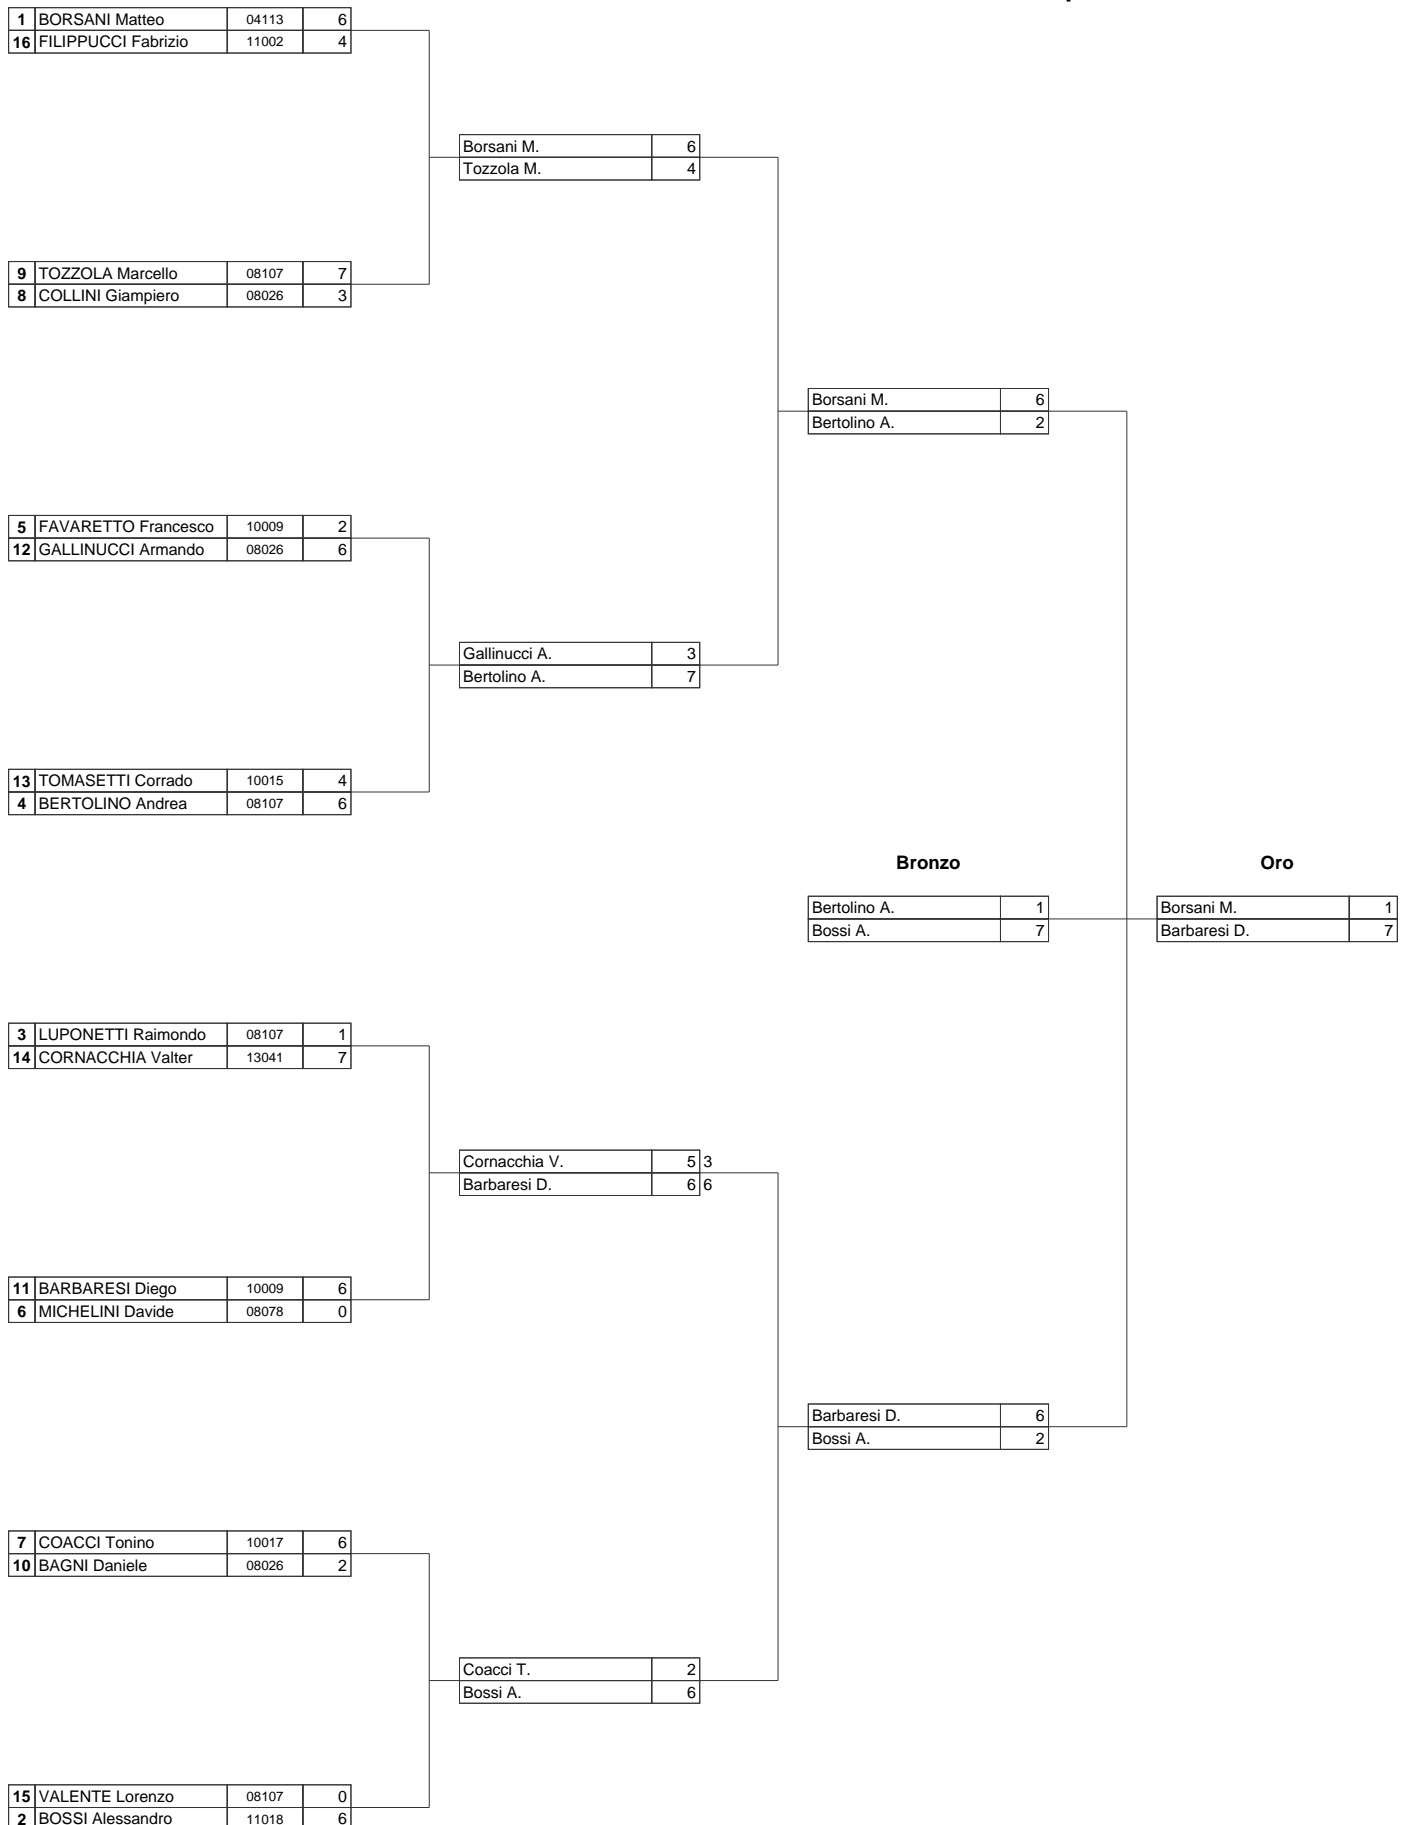 1 BORSANI Matteo 04113 6
16 FILIPPUCCI Fabrizio 11002 4
Borsani M. 6
Tozzola M. 4
9 TOZZOLA Marcello 08107 7
8 COLLINI Giampiero 08026 3
Borsani M. 6
Bertolino A. 2
5 FAVARETTO Francesco 10009 2
12 GALLINUCCI Armando 08026 6
Gallinucci A. 3
Bertolino A. 7
13 TOMASETTI Corrado 10015 4
4 BERTOLINO Andrea 08107 6
Bronzo Oro
Bertolino A. 1 Borsani M. 1
Bossi A. 7 Barbaresi D. 7
3 LUPONETTI Raimondo 08107 1
14 CORNACCHIA Valter 13041 7
Cornacchia V. 5 3
Barbaresi D. 6 6
11 BARBARESI Diego 10009 6
6 MICHELINI Davide 08078 0
Barbaresi D. 6
Bossi A. 2
7 COACCI Tonino 10017 6
10 BAGNI Daniele 08026 2
Coacci T. 2
Bossi A. 6
15 VALENTE Lorenzo 08107 0
2 BOSSI Alessandro 11018 6